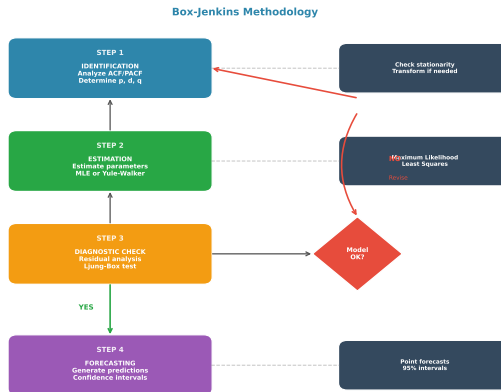 Box-Jenkins Methodology
STEP 1
IDENTIFICATION
Analyze ACF/PACF
Determine p, d, q
Check stationarity
Transform if needed
STEP 2
ESTIMATION
Estimate parameters
MLE or Yule-Walker
Maximum Likelihood
Least Squares
Revise
STEP 3
DIAGNOSTIC CHECK
Residual analysis
Ljung-Box test
Model
OK?
YES
STEP 4
FORECASTING
Generate predictions
Confidence intervals
Point forecasts
95% intervals